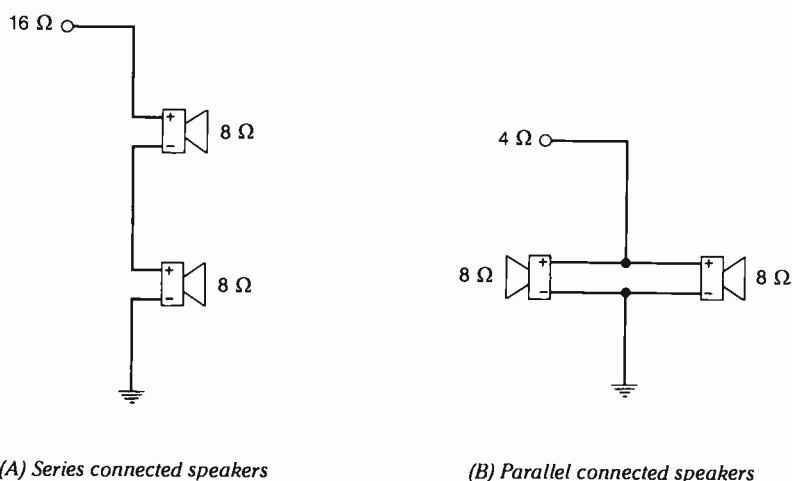 16 Ω
+
-
8 Ω
+
-
8 Ω
(A) Series connected speakers
4 Ω
8 Ω
+
-
+
-
8 Ω
(B) Parallel connected speakers